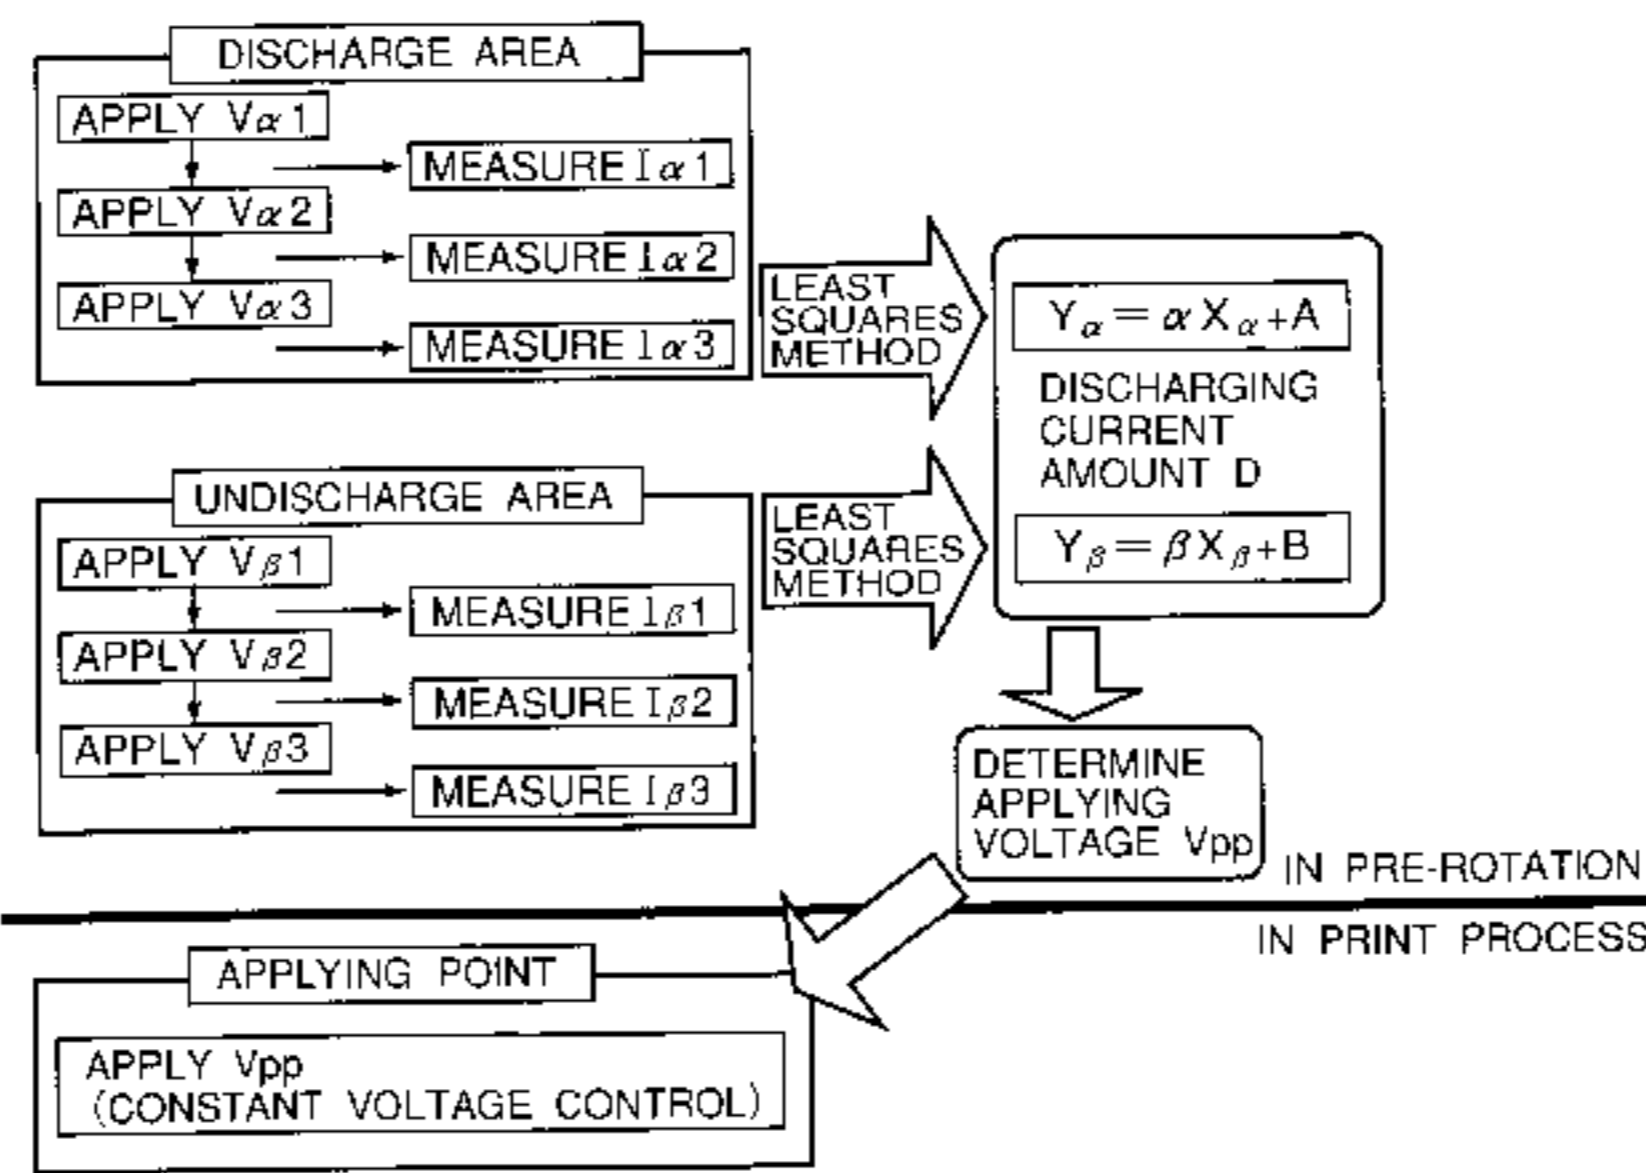 DISCHARGE AREA
APPLY Vα1
MEASURE Iα1
APPLY Vα2
MEASURE Iα2
APPLY Vα3
MEASURE Iα3
LEAST
SQUARES
METHOD
Yα = αXα+A
DISCHARGING
CURRENT
AMOUNT D
Yβ = βXβ+B
UNDISCHARGE AREA
APPLY Vβ1
MEASURE Iβ1
APPLY Vβ2
MEASURE Iβ2
APPLY Vβ3
MEASURE Iβ3
LEAST
SQUARES
METHOD
DETERMINE
APPLYING
VOLTAGE Vpp
IN PRE-ROTATION
IN PRINT PROCESS
APPLYING POINT
APPLY Vpp
(CONSTANT VOLTAGE CONTROL)